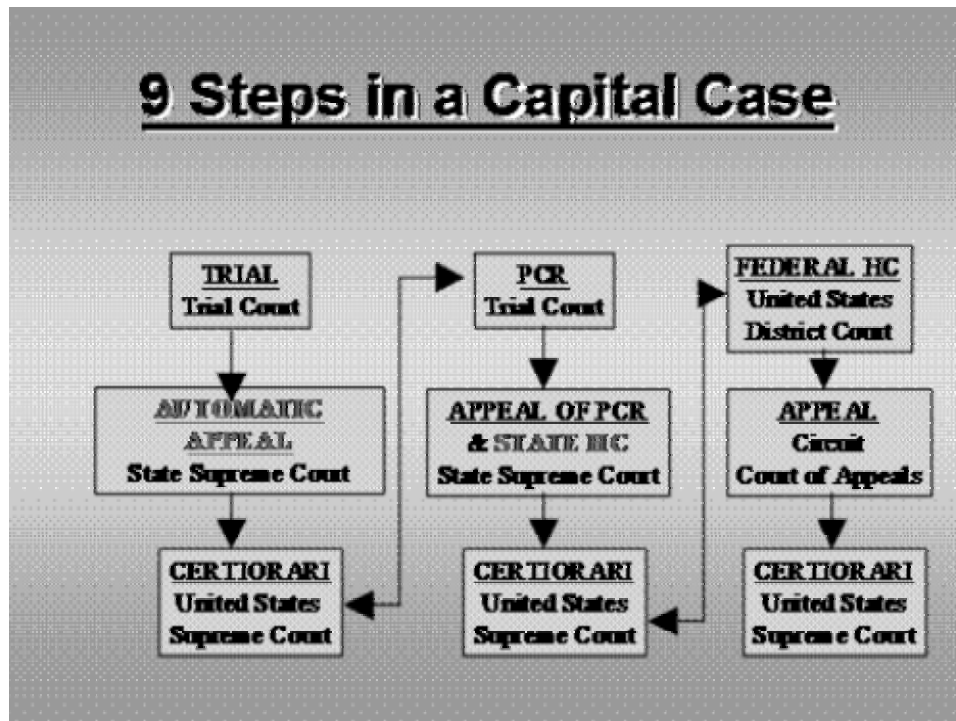 9 Steps in a Capital Case
TRIAL
Trial Court
AUTOMATIC
APPEAL
State Supreme Court
CERTIORARI
United States
Supreme Court
PCR
Trial Court
APPEAL OF PCR
& STATE HC
State Supreme Court
CERTIORARI
United States
Supreme Court
FEDERAL HC
United States
District Court
APPEAL
Circuit
Court of Appeals
CERTIORARI
United States
Supreme Court